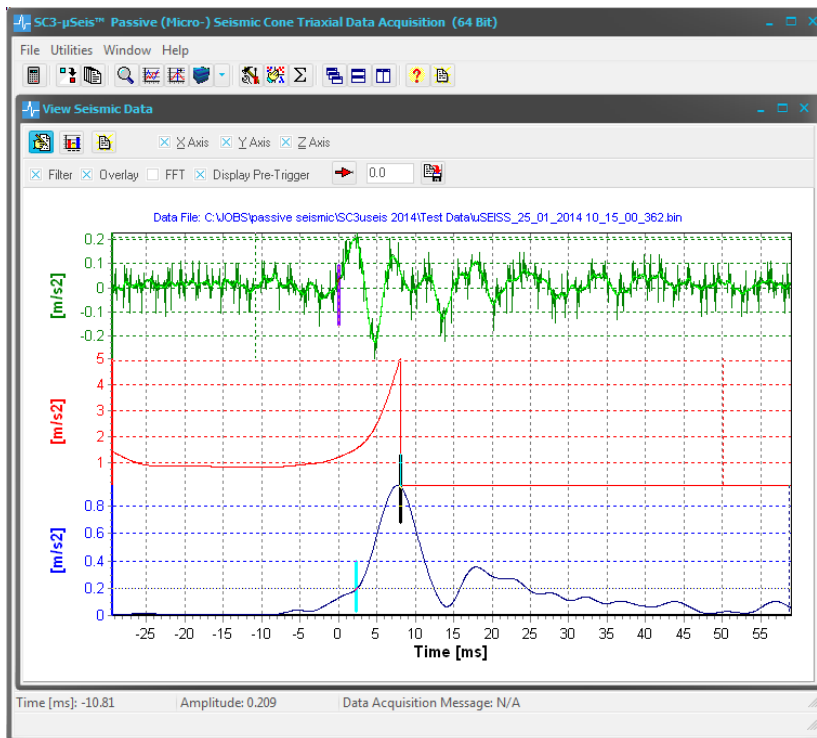 SC3-µSeis™ Passive (Micro-) Seismic Cone Triaxial Data Acquisition (64 Bit)
File Utilities Window Help
View Seismic Data
X Axis Y Axis Z Axis
Filter Overlay FFT Display Pre-Trigger 0.0
Data File: C:\JOBS\passive seismic\SC3useis 2014\Test Data\uSEISS_25_01_2014 10_15_00_362.bin
[m/s2]
0.2
0.1
0
-0.1
-0.2
[m/s2]
5
4
3
2
1
[m/s2]
0.8
0.6
0.4
0.2
0
-25 -20 -15 -10 -5 0 5 10 15 20 25 30 35 40 45 50 55
Time [ms]
Time [ms]: -10.81 Amplitude: 0.209 Data Acquisition Message: N/A